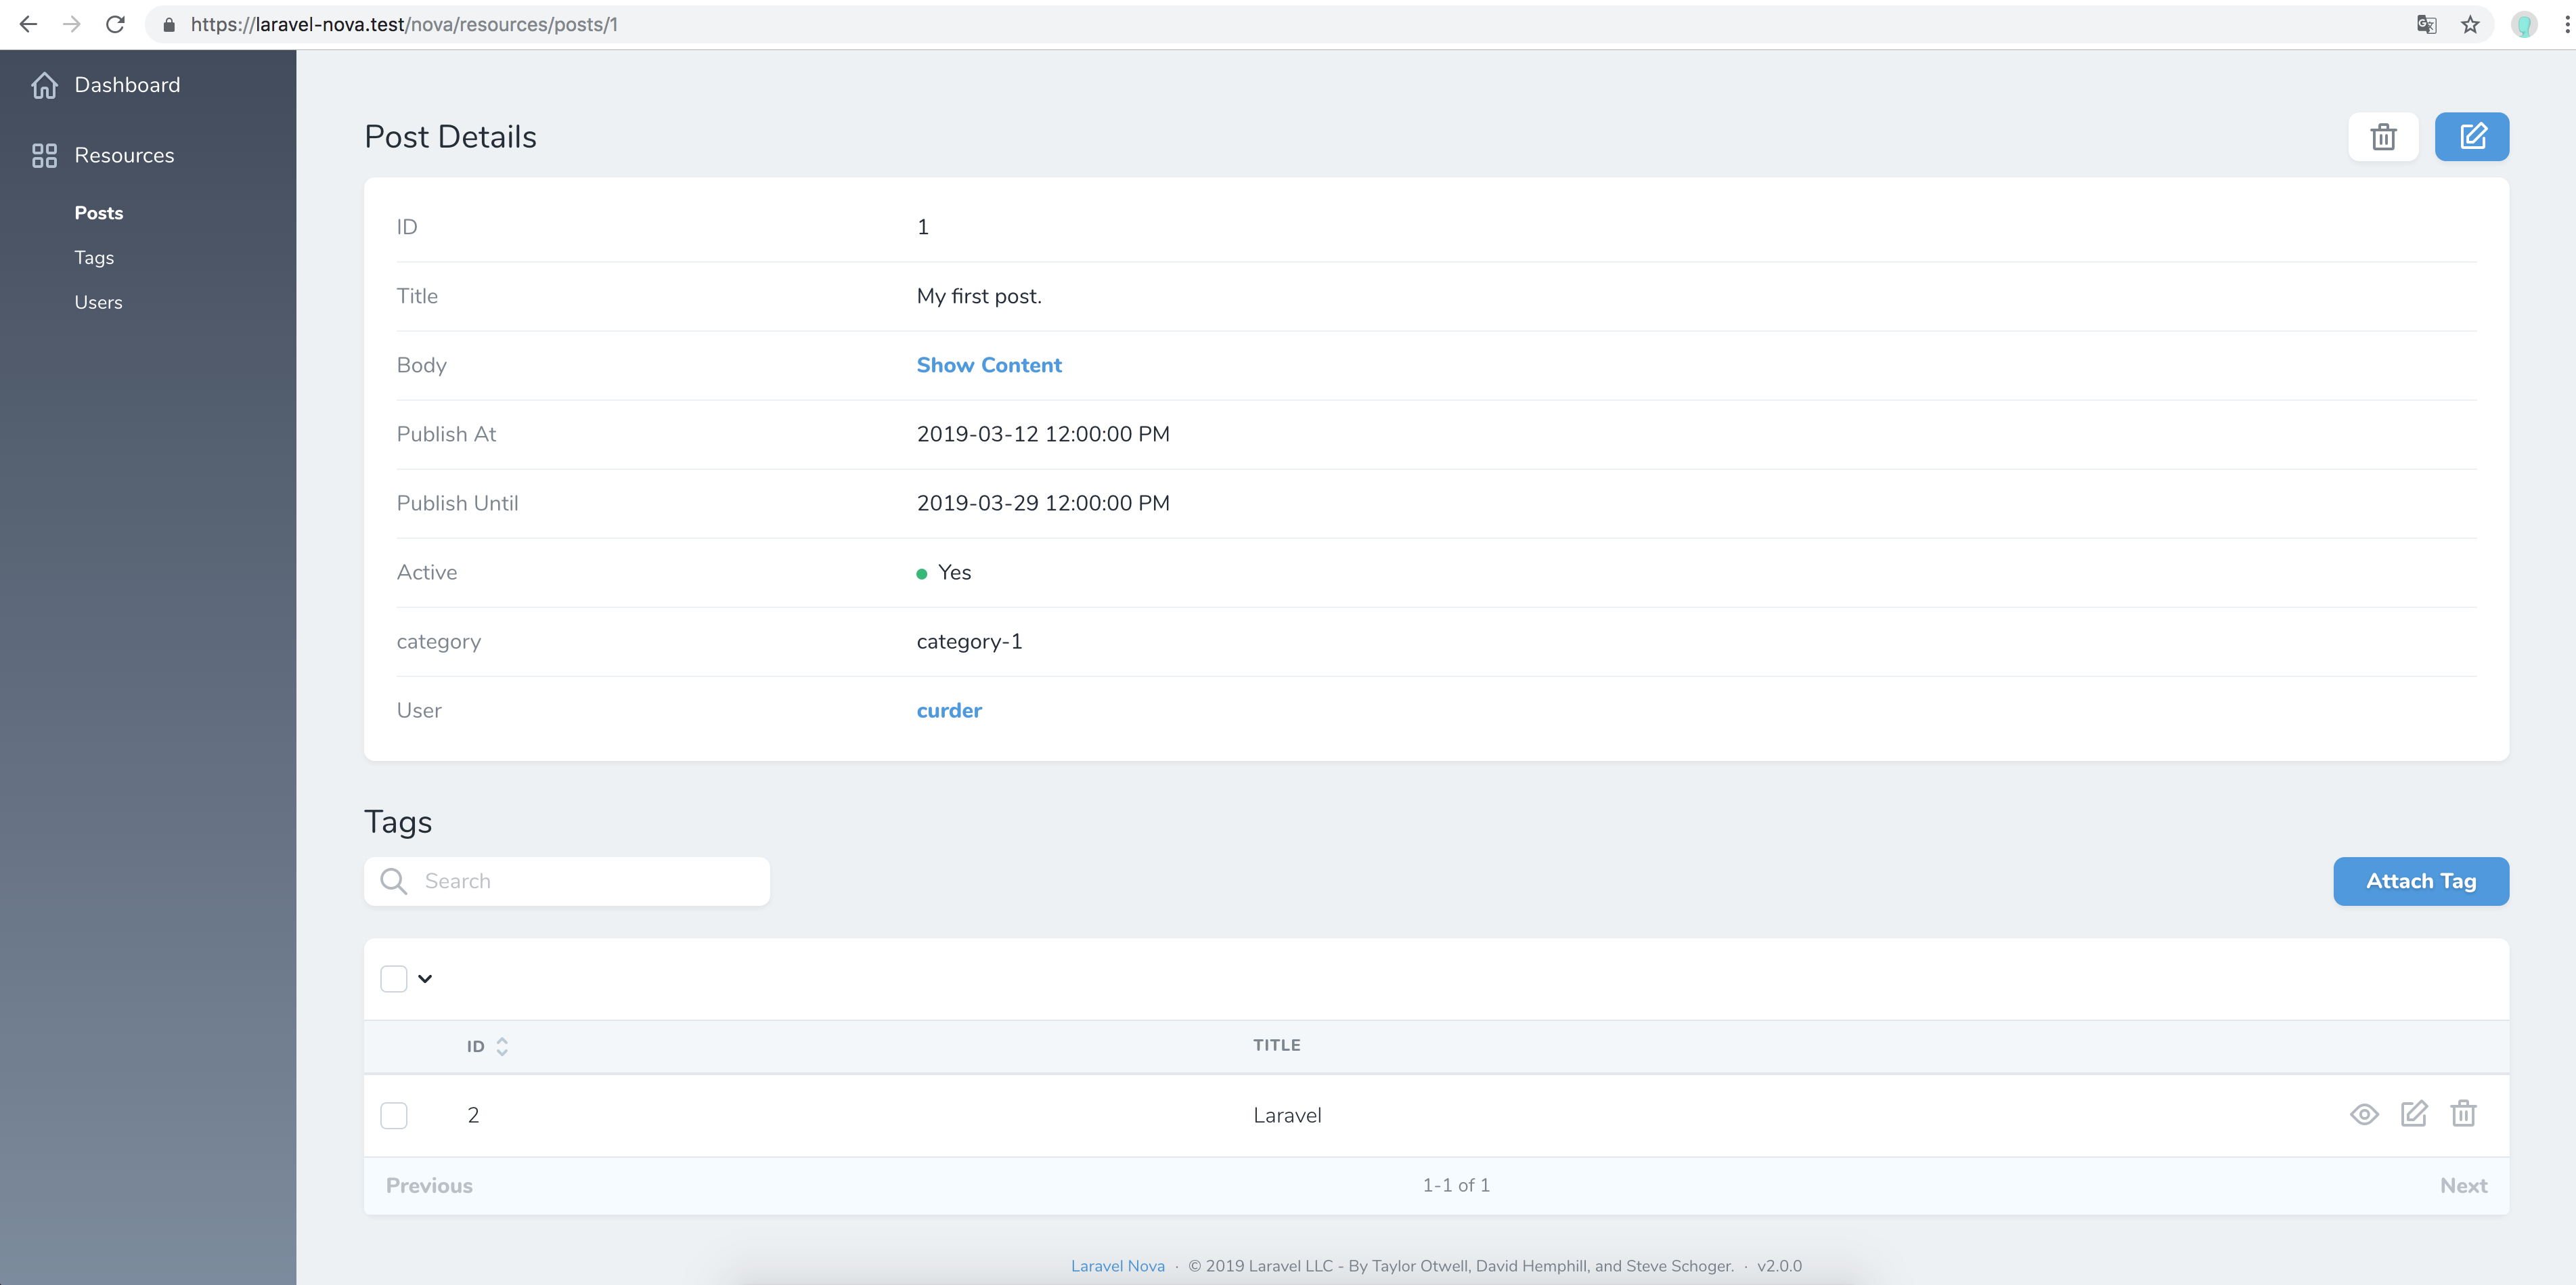 https://laravel-nova.test/nova/resources/posts/1
Dashboard
Resources
Posts
Tags
Users
Post Details
ID 1
Title My first post.
Body Show Content
Publish At 2019-03-12 12:00:00 PM
Publish Until 2019-03-29 12:00:00 PM
Active Yes
category category-1
User curder
Tags
Search Attach Tag
ID TITLE
2 Laravel
Previous 1-1 of 1 Next
Laravel Nova · © 2019 Laravel LLC - By Taylor Otwell, David Hemphill, and Steve Schoger. · v2.0.0